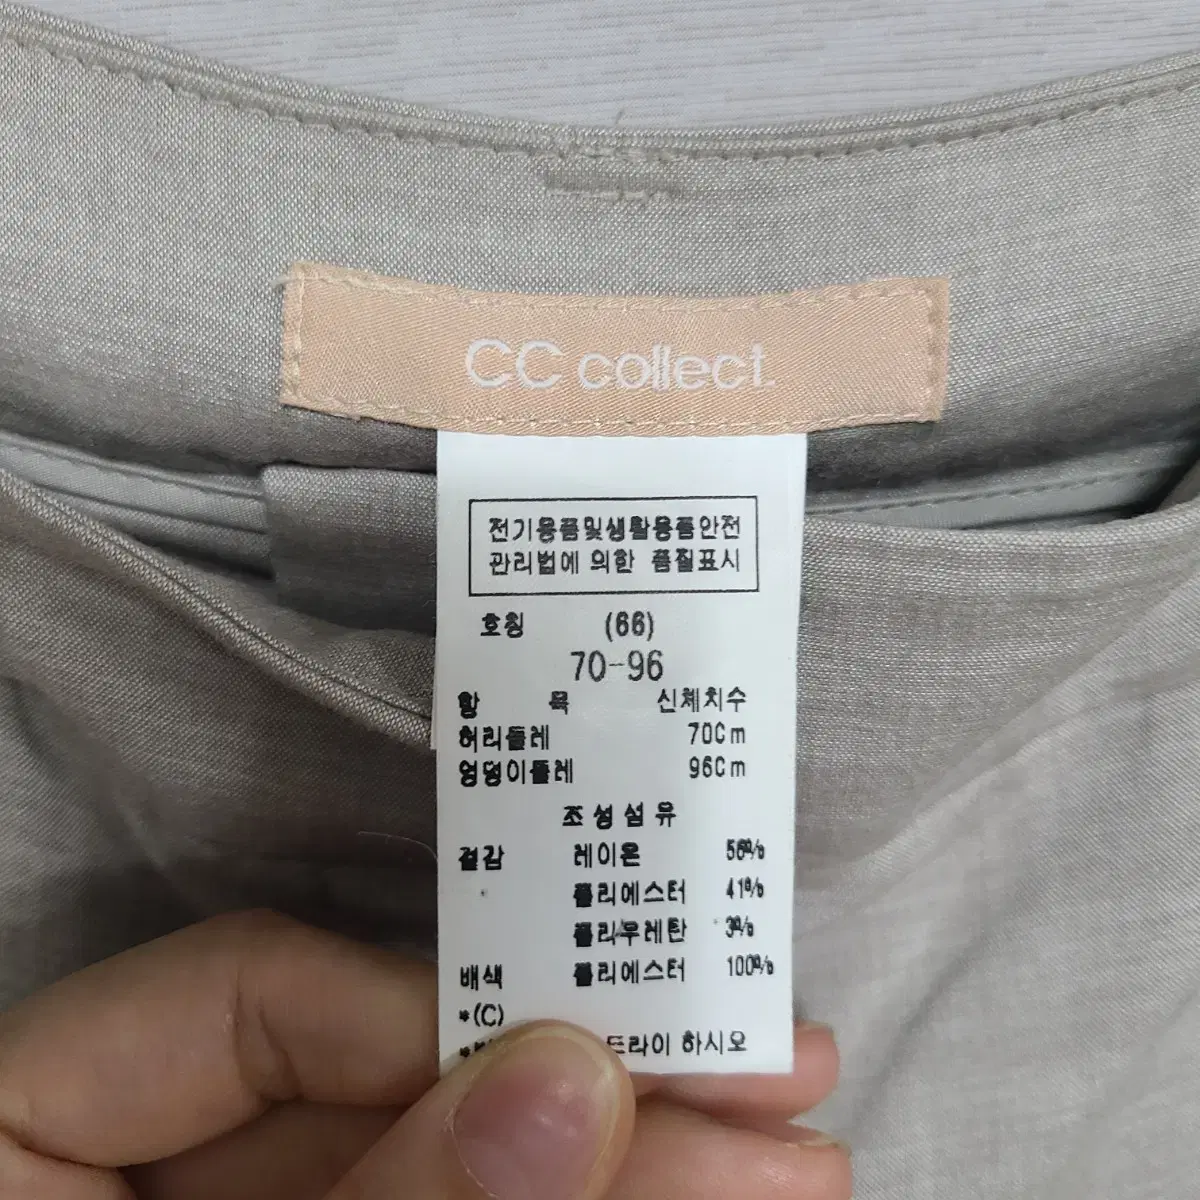 CC collect.
전기용품및생활용품안전
관리법에 의한 품질표시
호칭 (66)
70-96
항 목 신체치수
허리둘레 70Cm
엉덩이둘레 96Cm
조성섬유
겉감 레이온 56%
폴리에스터 41%
폴리우레탄 3%
배색 폴리에스터 100%
*(C)
드라이 하시오